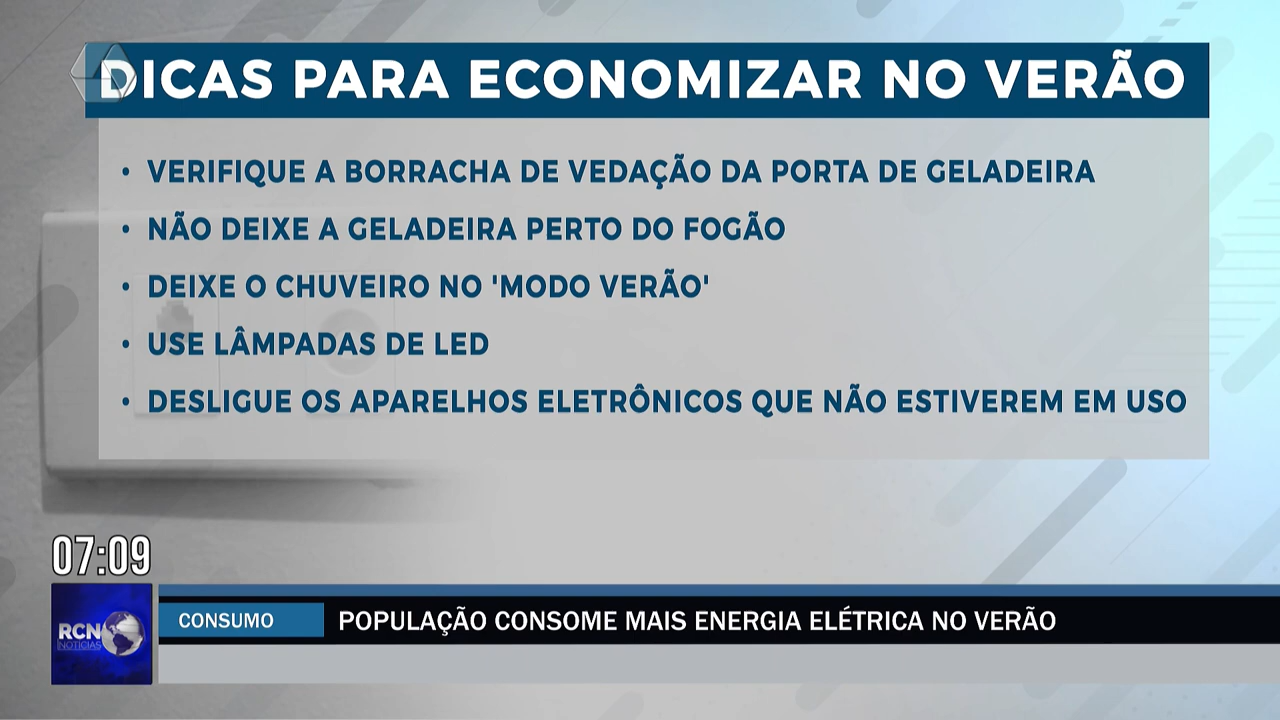 DICAS PARA ECONOMIZAR NO VERÃO
• VERIFIQUE A BORRACHA DE VEDAÇÃO DA PORTA DE GELADEIRA
• NÃO DEIXE A GELADEIRA PERTO DO FOGÃO
• DEIXE O CHUVEIRO NO 'MODO VERÃO'
• USE LÂMPADAS DE LED
• DESLIGUE OS APARELHOS ELETRÔNICOS QUE NÃO ESTIVEREM EM USO
07:09
RCN
NOTÍCIAS
CONSUMO
POPULAÇÃO CONSOME MAIS ENERGIA ELÉTRICA NO VERÃO